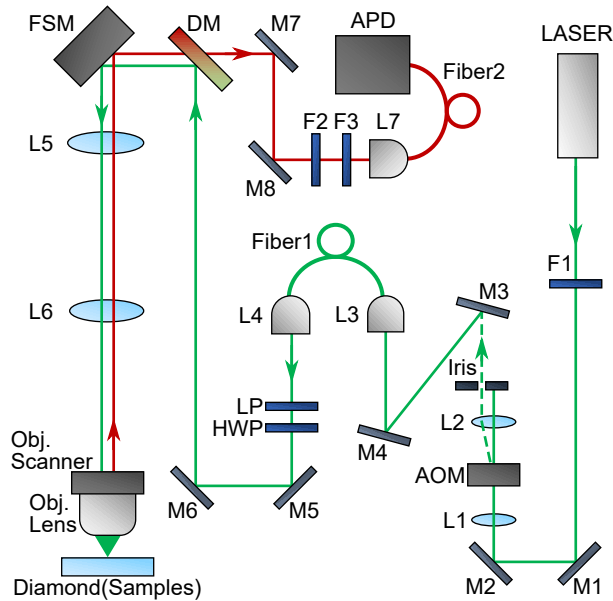 FSM
DM
M7
APD
LASER
Fiber2
F2
F3
L7
L5
M8
Fiber1
F1
M3
L6
L4
L3
Iris
LP
L2
HWP
M4
Obj.
Scanner
AOM
Obj.
Lens
M6
M5
L1
M2
M1
Diamond(Samples)